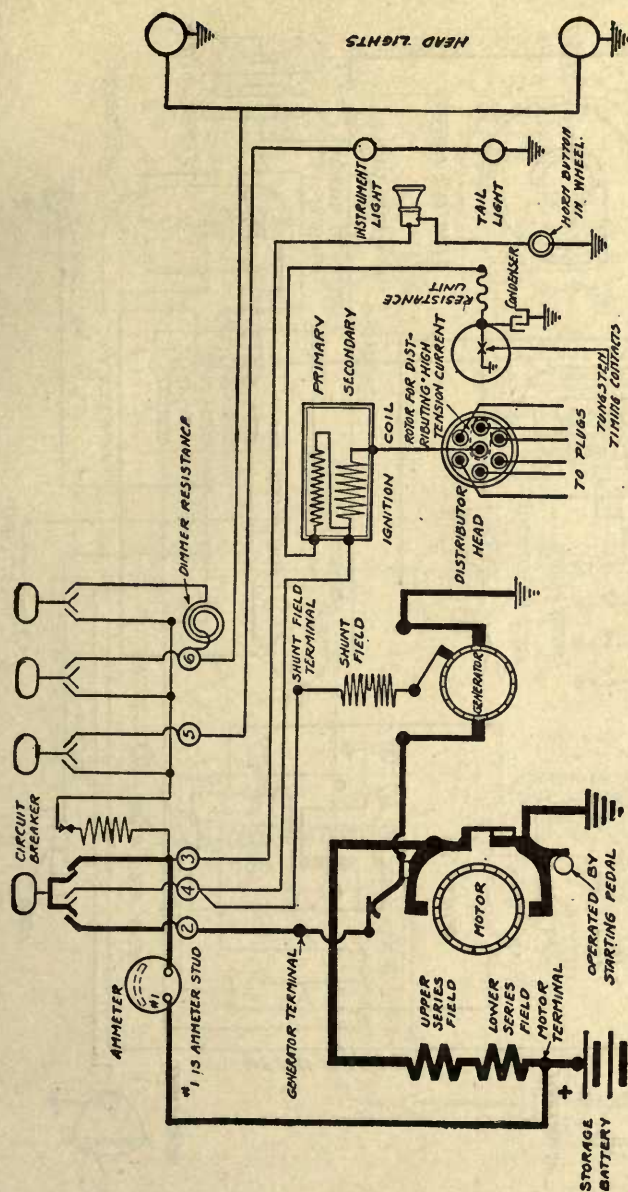 HEAD LIGHTS
INSTRUMENT
LIGHT
TAIL
LIGHT
HORN BUTTON
IN WHEEL.
RESISTANCE
UNIT
CONDENSER
PRIMARY
SECONDARY
IGNITION COIL
ROTOR FOR DIST-
RIBUTING HIGH
TENSION CURRENT
DISTRIBUTOR
HEAD
TO PLUGS
TUNGSTEN
TIMING CONTACTS
DIMMER RESISTANCE
6
5
CIRCUIT
BREAKER
3
4
2
SHUNT FIELD
TERMINAL
SHUNT
FIELD
GENERATOR
AMMETER
#1
#1 IS AMMETER STUD
GENERATOR TERMINAL
MOTOR
OPERATED BY
STARTING PEDAL
UPPER
SERIES
FIELD
LOWER
SERIES
FIELD
MOTOR
TERMINAL
+
STORAGE
BATTERY